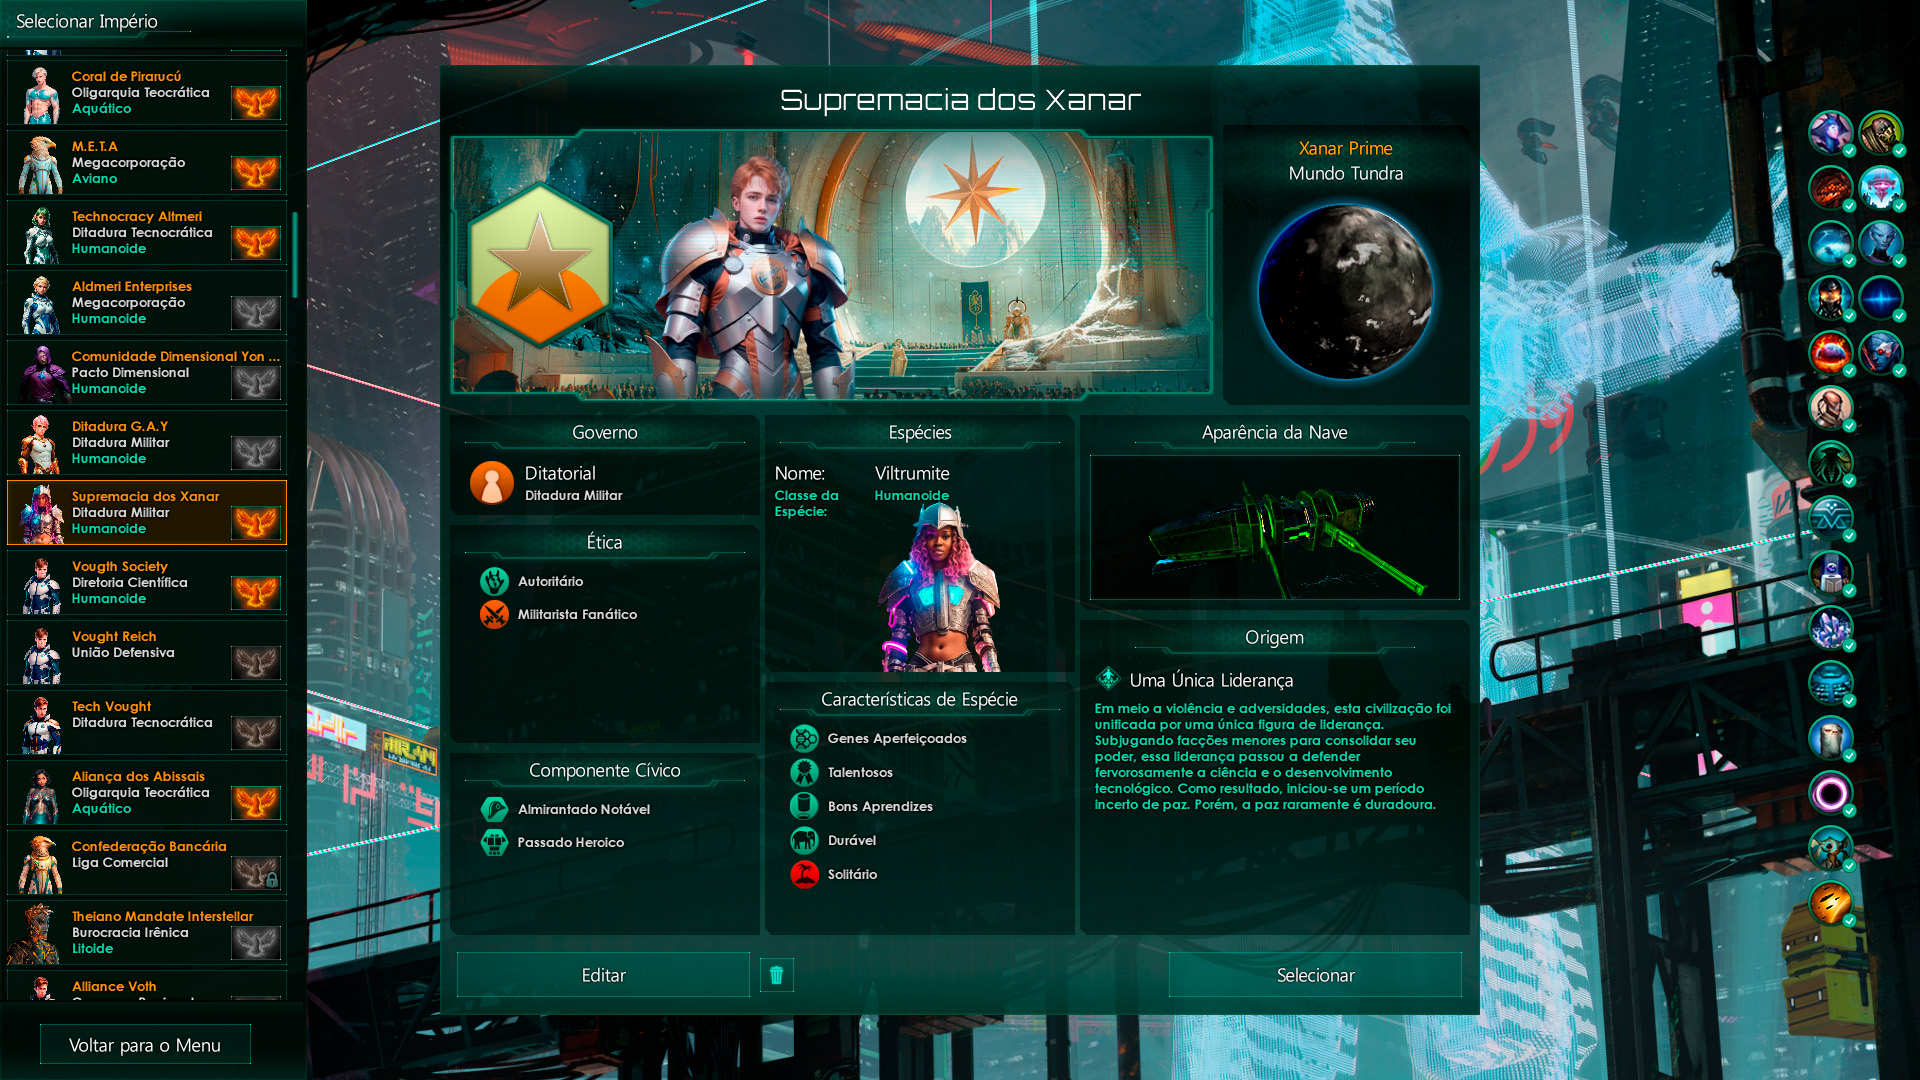 Selecionar Império
Coral de Pirarucú
Oligarquia Teocrática
Aquático
M.E.T.A
Megacorporação
Aviano
Technocracy Altmeri
Ditadura Tecnocrática
Humanoide
Aldmeri Enterprises
Megacorporação
Humanoide
Comunidade Dimensional Yon ...
Pacto Dimensional
Humanoide
Ditadura G.A.Y
Ditadura Militar
Humanoide
Supremacia dos Xanar
Ditadura Militar
Humanoide
Vougth Society
Diretoria Científica
Humanoide
Vought Reich
União Defensiva
Tech Vought
Ditadura Tecnocrática
Aliança dos Abissais
Oligarquia Teocrática
Aquático
Confederação Bancária
Liga Comercial
Theiano Mandate Interstellar
Burocracia Irênica
Litoide
Alliance Voth
Voltar para o Menu
Supremacia dos Xanar
Xanar Prime
Mundo Tundra
Governo
Ditatorial
Ditadura Militar
Ética
Autoritário
Militarista Fanático
Componente Cívico
Almirantado Notável
Passado Heroico
Espécies
Nome: Viltrumite
Classe da Espécie: Humanoide
Características de Espécie
Genes Aperfeiçoados
Talentosos
Bons Aprendizes
Durável
Solitário
Aparência da Nave
Origem
Uma Única Liderança
Em meio a violência e adversidades, esta civilização foi
unificada por uma única figura de liderança.
Subjugando facções menores para consolidar seu
poder, essa liderança passou a defender
fervorosamente a ciência e o desenvolvimento
tecnológico. Como resultado, iniciou-se um período
incerto de paz. Porém, a paz raramente é duradoura.
Editar
Selecionar